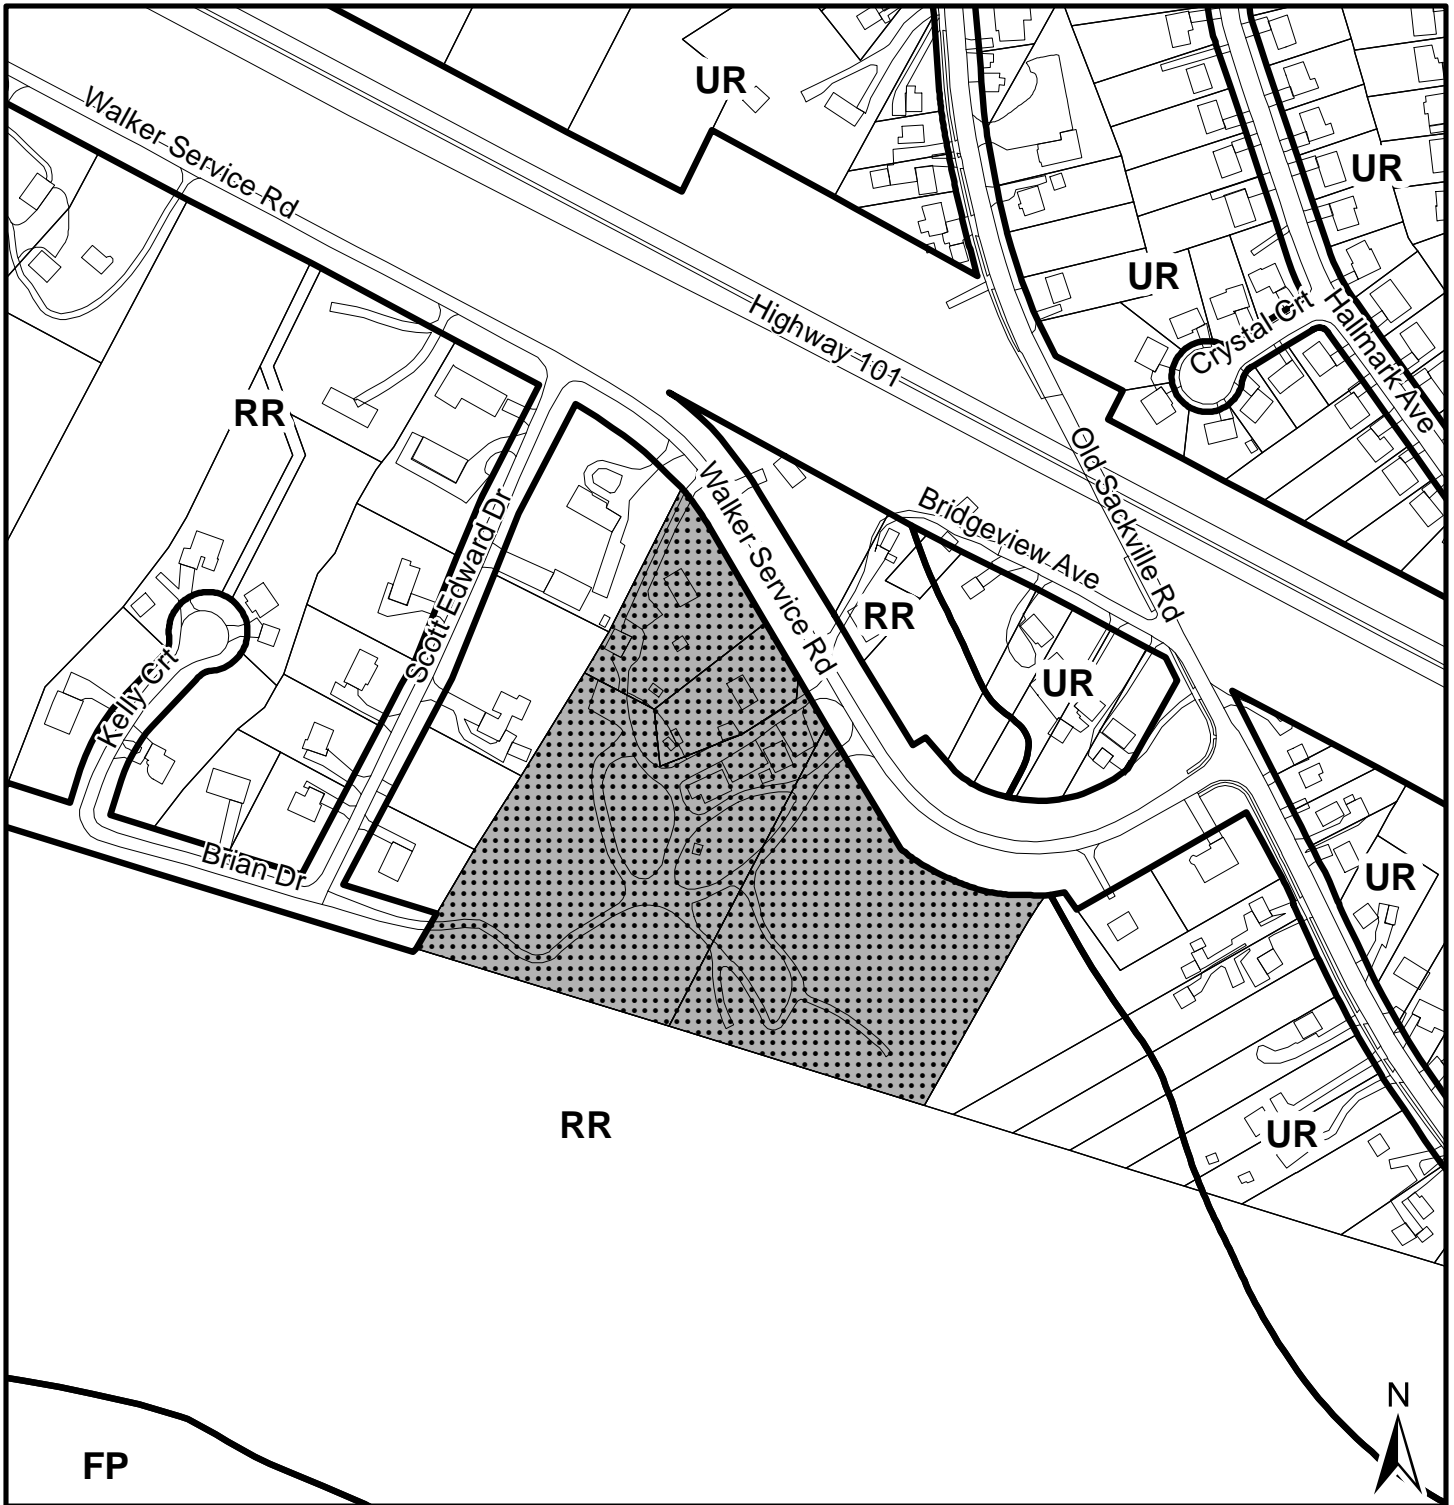 UR
Walker Service Rd
UR
UR
Highway 101
Crystal Crt
Hallmark Ave
RR
Old Sackville Rd
Walker Service Rd
Bridgeview Ave
Scott Edward Dr
RR
UR
Kelly Crt
Brian Dr
UR
RR
UR
N
FP